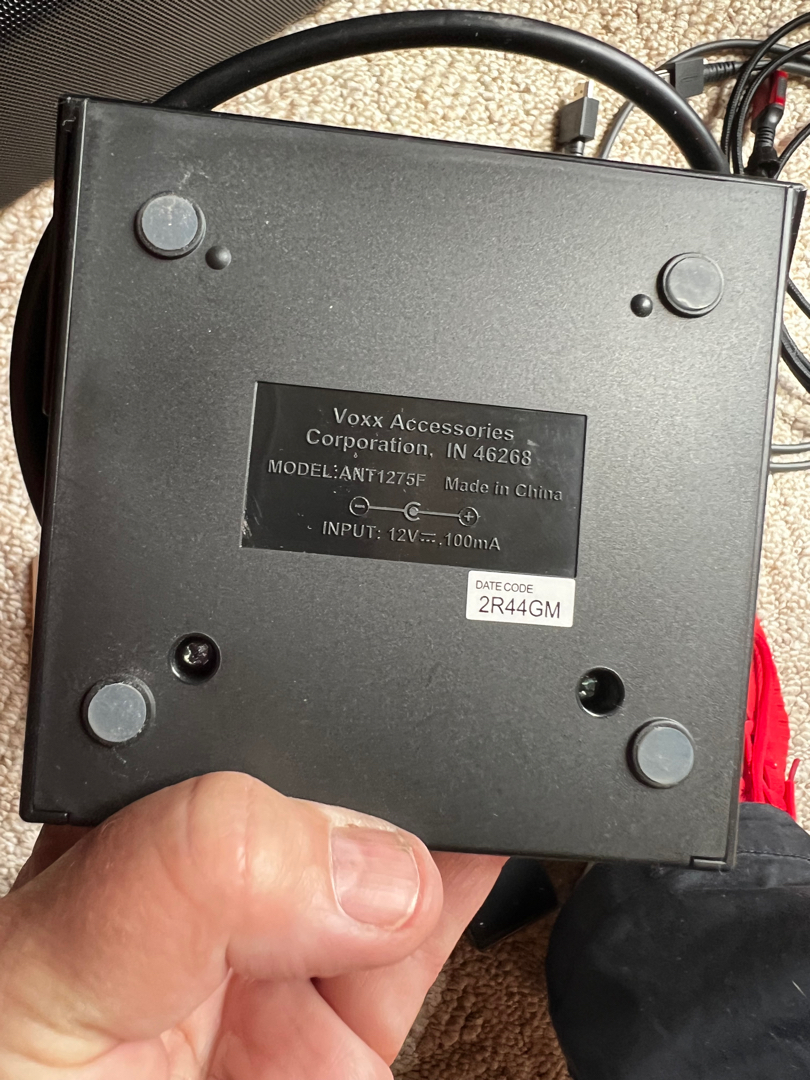 Voxx Accessories
Corporation, IN 46268
MODEL:ANT1275F Made in China
INPUT: 12V⎓.100mA
DATE CODE
2R44GM